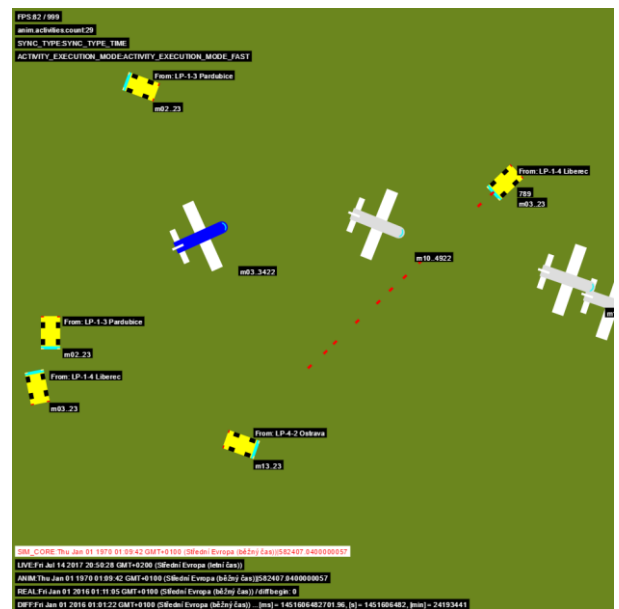 FPS:82 / 999
anim.activities.count:29
SYNC_TYPE:SYNC_TYPE_TIME
ACTIVITY_EXECUTION_MODE:ACTIVITY_EXECUTION_MODE_FAST
From: LP-1-3 Pardubice
m02..23
From: LP-1-4 Liberec
789
m03..23
m03..3422
m10..4922
From: LP-1-3 Pardubice
m02..23
From: LP-1-4 Liberec
m03..23
From: LP-4-2 Ostrava
m13..23
SIM_CORE:Thu Jan 01 1970 01:09:42 GMT+0100 (Střední Evropa (běžný čas))|582407.0400000057
LIVE:Fri Jul 14 2017 20:50:28 GMT+0200 (Střední Evropa (letní čas))
ANIM:Thu Jan 01 1970 01:09:42 GMT+0100 (Střední Evropa (běžný čas))|582407.0400000057
REAL:Fri Jan 01 2016 01:11:05 GMT+0100 (Střední Evropa (běžný čas)) / diffbegin: 0
DIFF:Fri Jan 01 2016 01:01:22 GMT+0100 (Střední Evropa (běžný čas)) ...[ms] = 1451606482701.96, [s] = 1451606482, [min] = 24193441